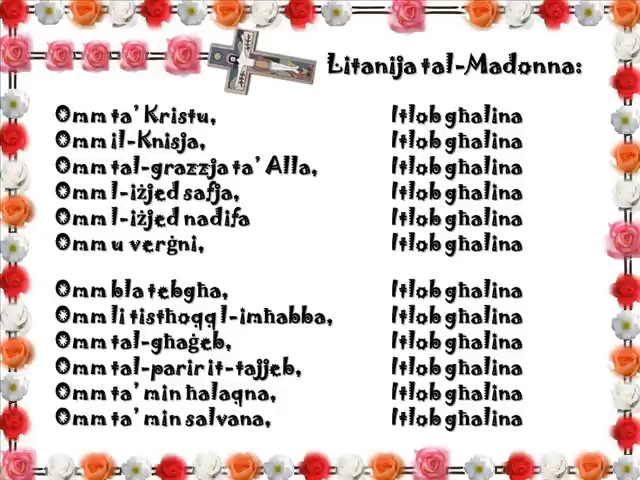 Litanija tal-Madonna:
Omm ta' Kristu, Itlob għalina
Omm il-Knisja, Itlob għalina
Omm tal-grazzja ta' Alla, Itlob għalina
Omm l-iżjed safja, Itlob għalina
Omm l-iżjed nadifa Itlob għalina
Omm u verġni, Itlob għalina
Omm bla tebgħa, Itlob għalina
Omm li tistħoqq l-imħabba, Itlob għalina
Omm tal-għaġeb, Itlob għalina
Omm tal-parir it-tajjeb, Itlob għalina
Omm ta' min ħalaqna, Itlob għalina
Omm ta' min salvana, Itlob għalina